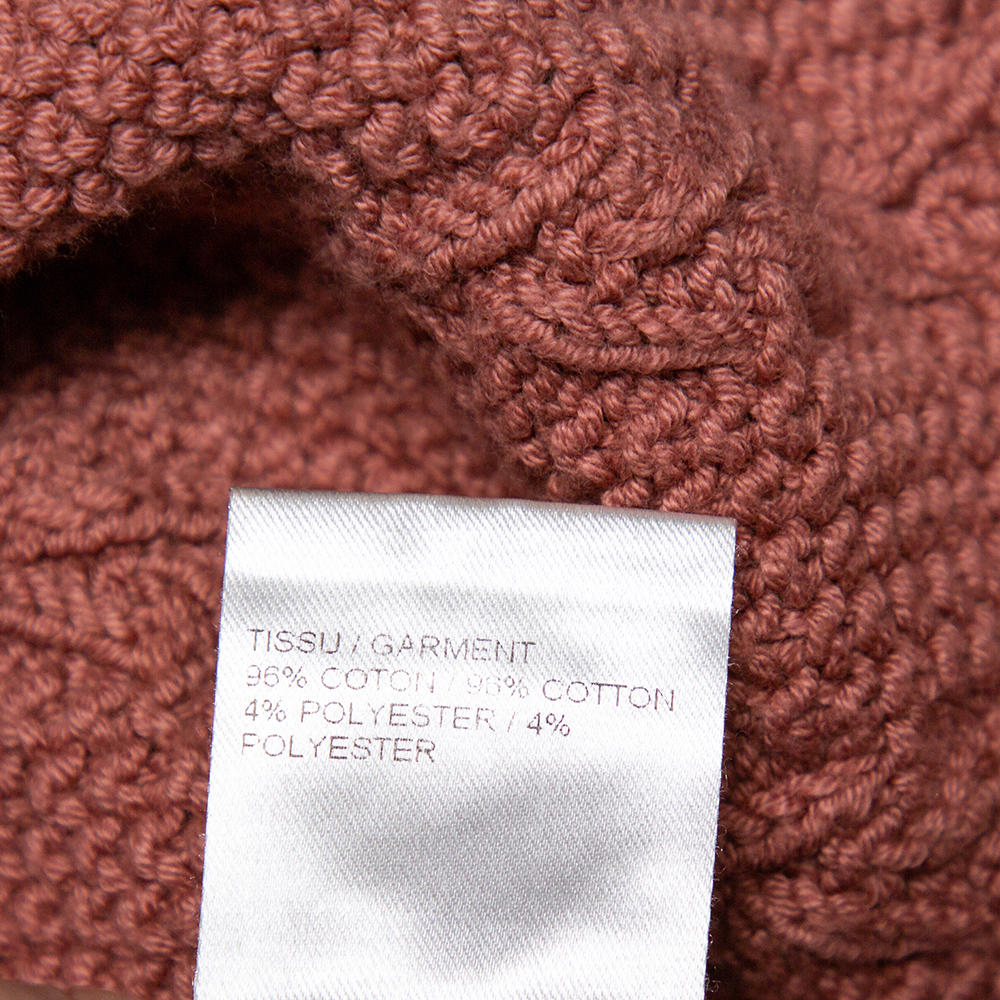 TISSU / GARMENT
96% COTON / 96% COTTON
4% POLYESTER / 4%
POLYESTER